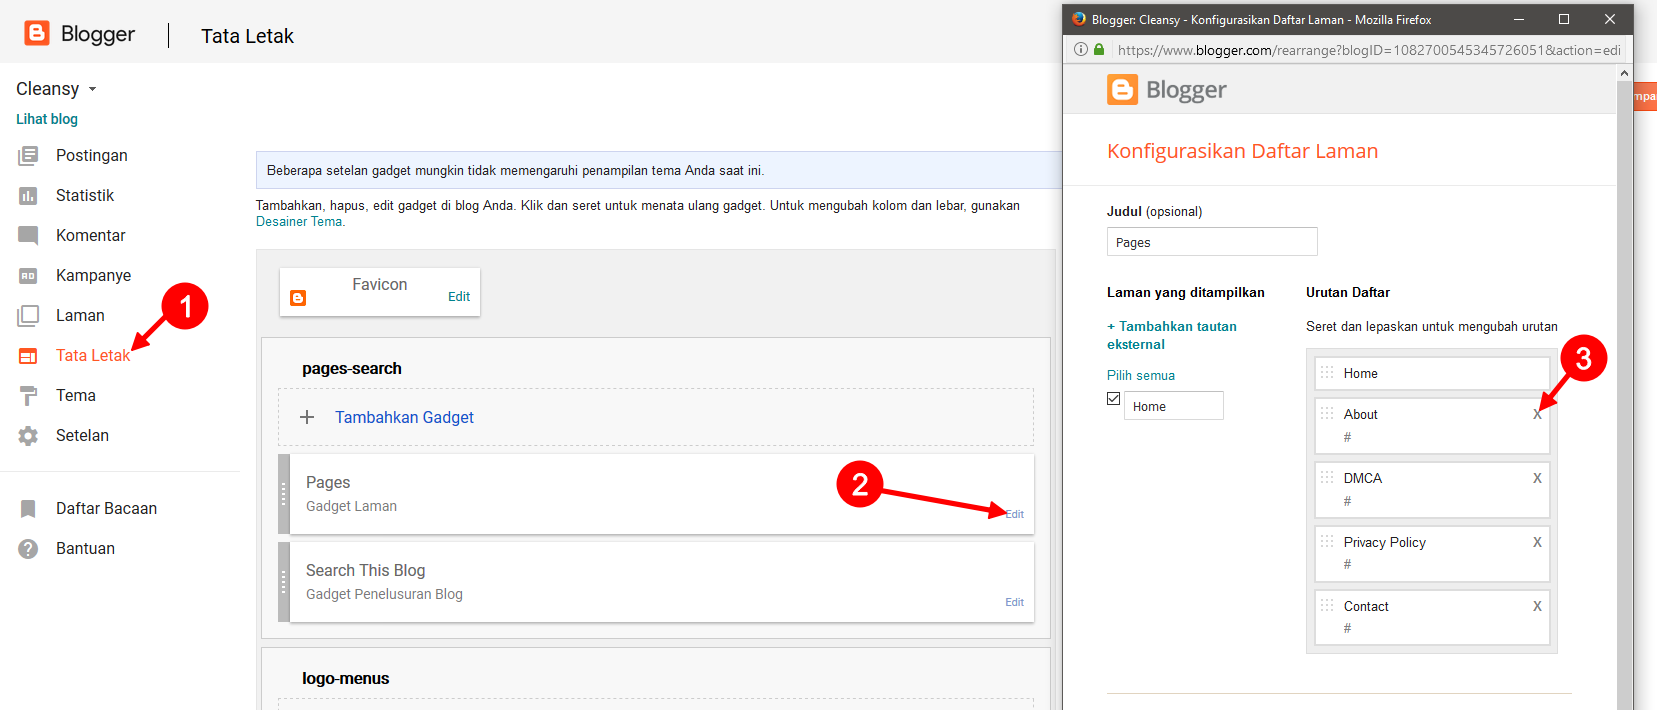 Blogger
Tata Letak
Cleansy
Lihat blog
Postingan
Statistik
Komentar
Kampanye
Laman
Tata Letak
Tema
Setelan
Daftar Bacaan
Bantuan
1
Beberapa setelan gadget mungkin tidak memengaruhi penampilan tema Anda saat ini.
Tambahkan, hapus, edit gadget di blog Anda. Klik dan seret untuk menata ulang gadget. Untuk mengubah kolom dan lebar, gunakan
Desainer Tema.
Favicon
Edit
pages-search
+ Tambahkan Gadget
Pages
Gadget Laman
2
Edit
Search This Blog
Gadget Penelusuran Blog
Edit
logo-menus
Blogger: Cleansy - Konfigurasikan Daftar Laman - Mozilla Firefox
https://www.blogger.com/rearrange?blogID=1082700545345726051&action=edi
Blogger
Konfigurasikan Daftar Laman
Judul (opsional)
Pages
Laman yang ditampilkan
+ Tambahkan tautan
eksternal
Pilih semua
Home
Urutan Daftar
Seret dan lepaskan untuk mengubah urutan
3
Home
About X
#
DMCA X
#
Privacy Policy X
#
Contact X
#